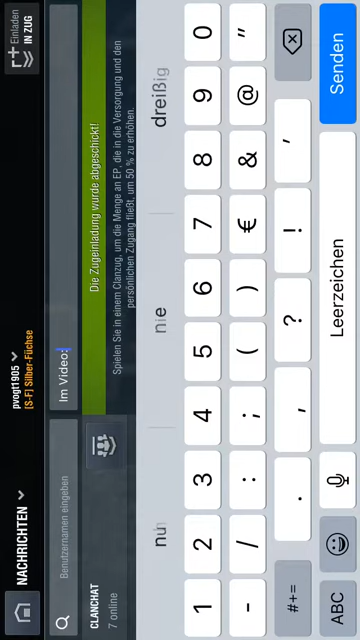 NACHRICHTEN
pvogt1905
[S-F] Silber-Füchse
Einladen
IN ZUG
Benutzernamen eingeben
Im Video:
CLANCHAT
7 online
Die Zugeinladung wurde abgeschickt!
Spielen Sie in einem Clanzug, um die Menge an EP, die in die Versorgung und den
persönlichen Zugang fließt, um 50 % zu erhöhen.
nun nie dreißig
1 2 3 4 5 6 7 8 9 0
- / : ; ( ) € & @ "
#+= . , ? ! '
ABC Leerzeichen Senden